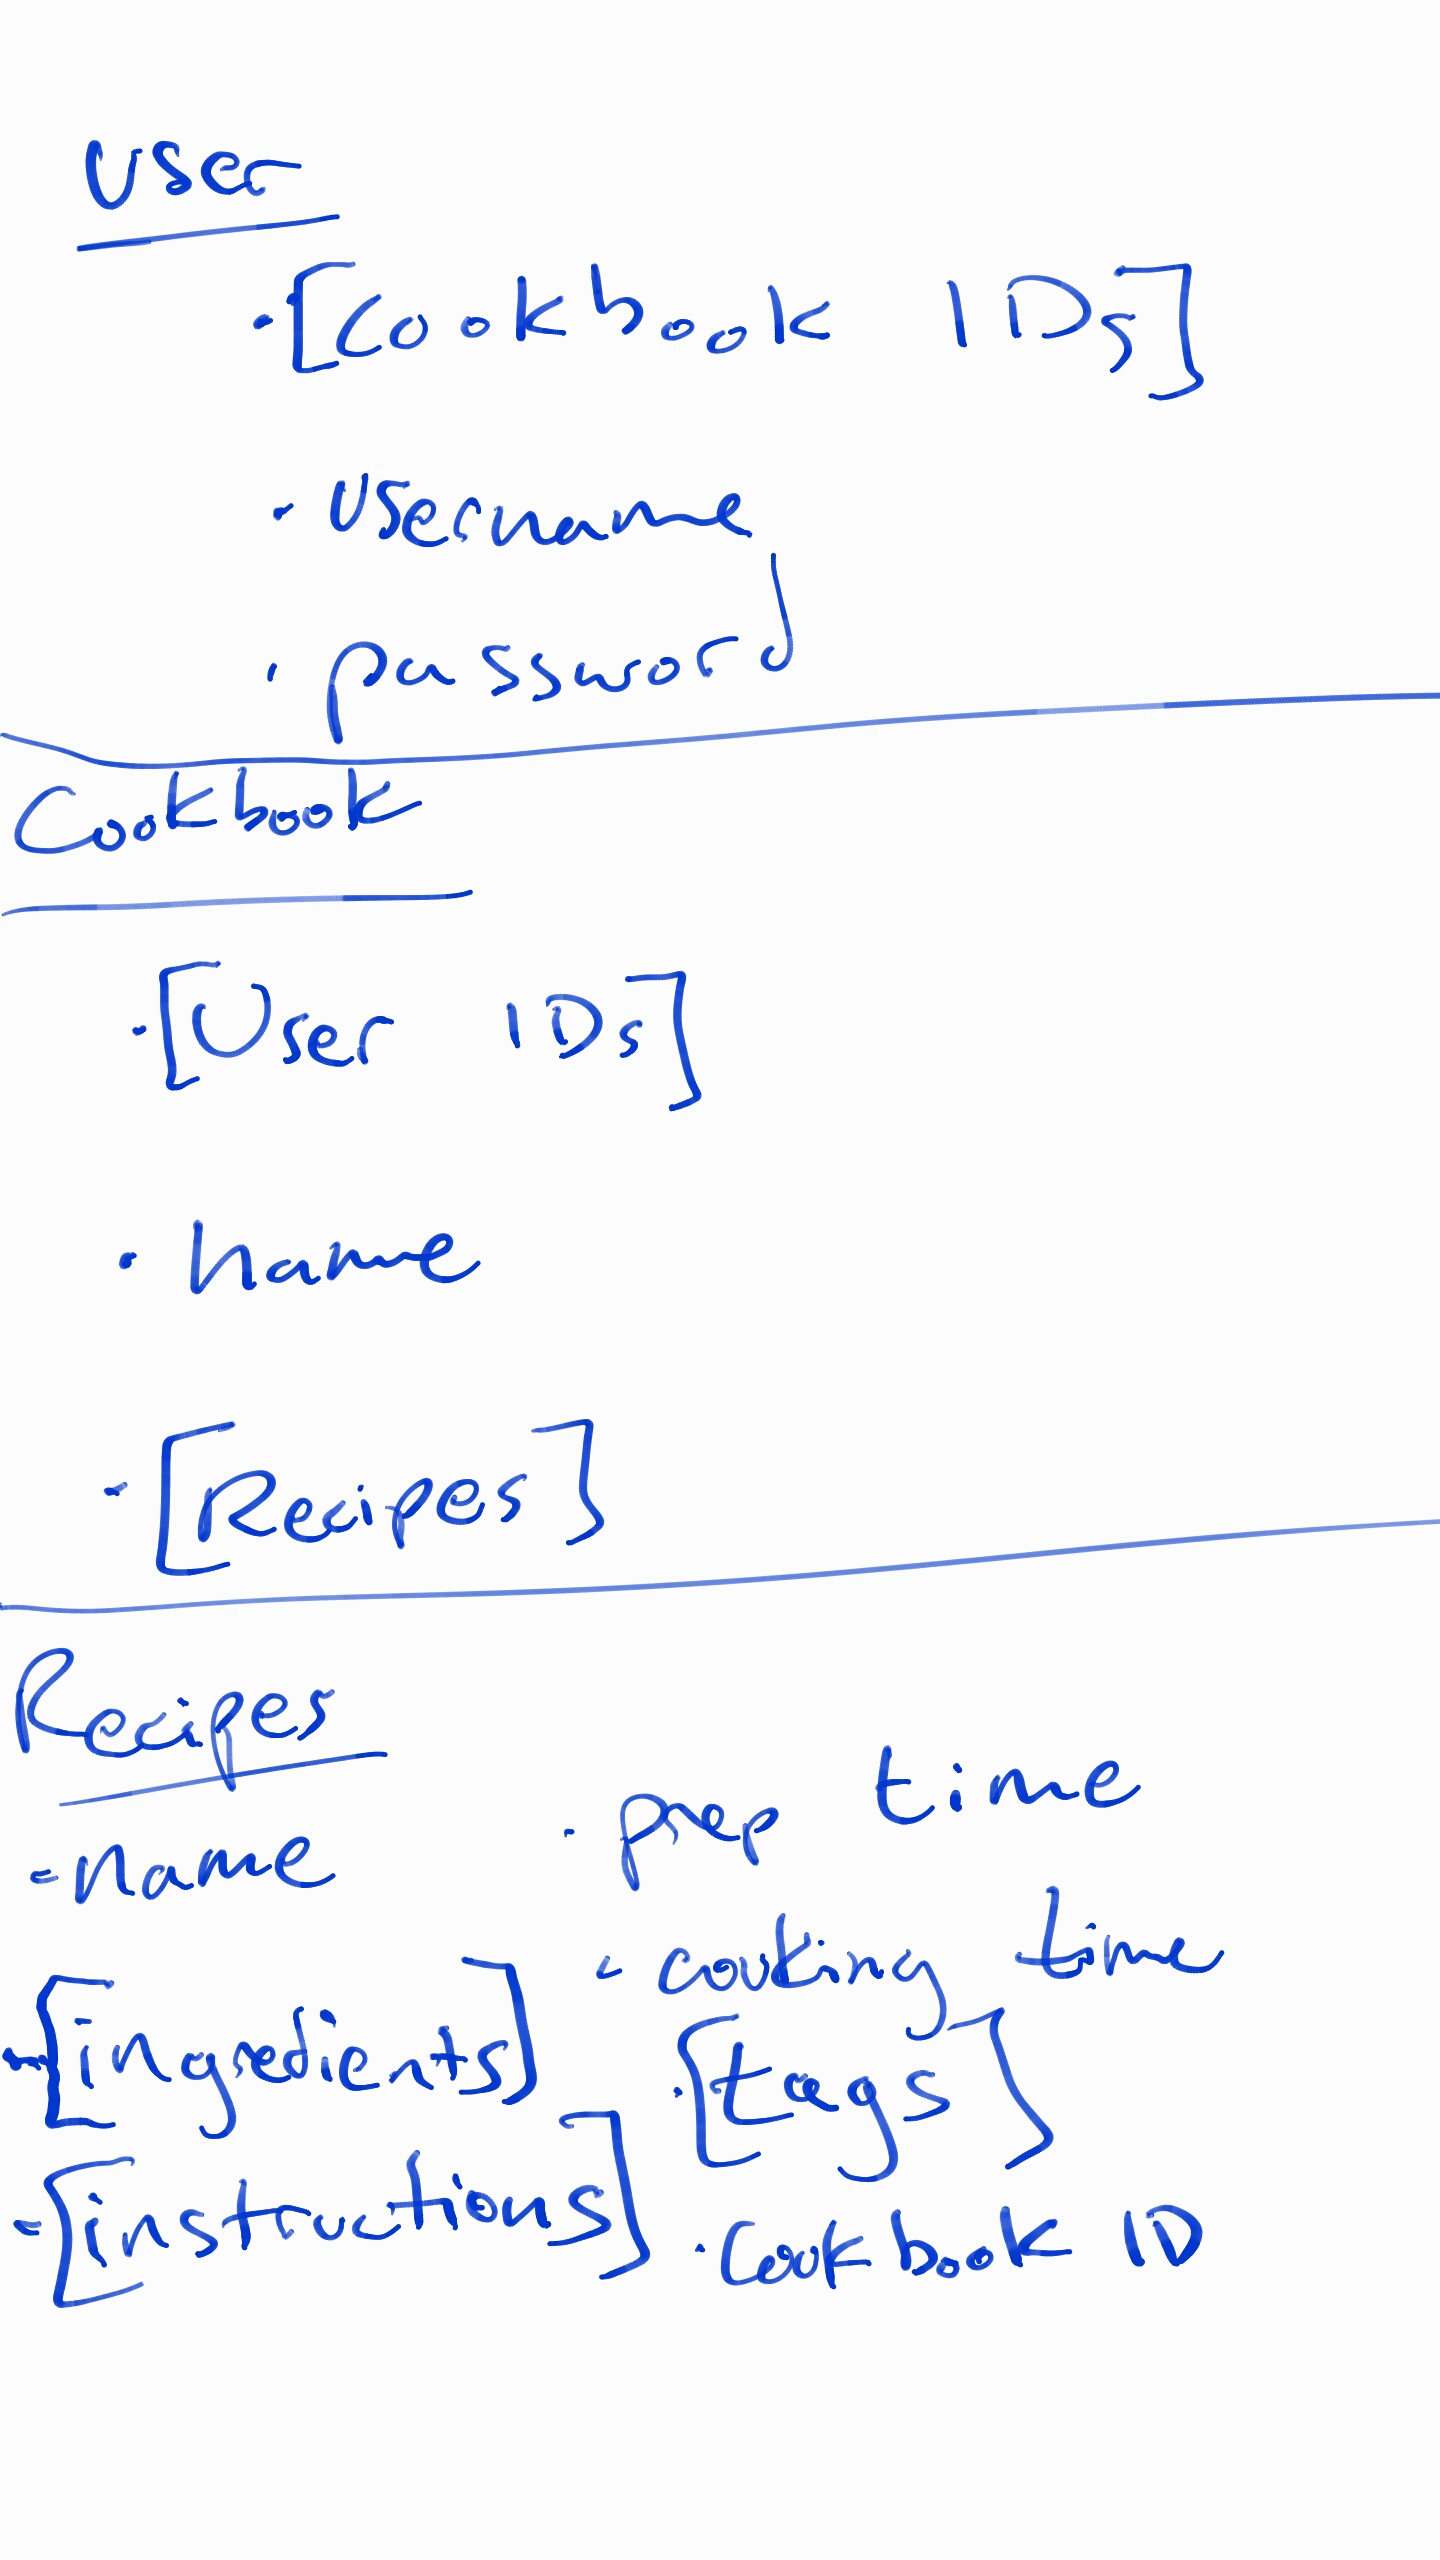 User
· [Cookbook IDs]
· Username
· password
Cookbook
· [User IDs]
· name
- [Recipes]
Recipes
- name
- [ingredients]
- [instructions]
· prep time
- cooking time
· [tags]
· Cookbook ID